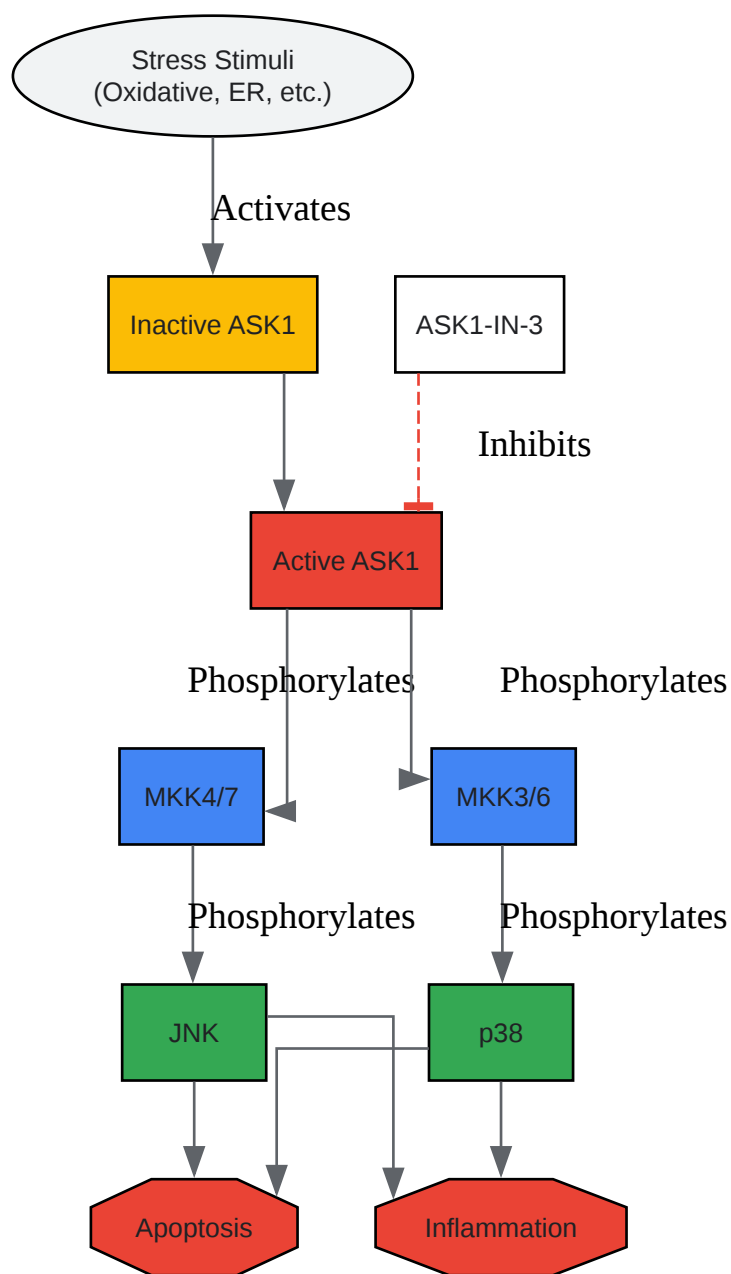 Stress Stimuli
(Oxidative, ER, etc.)
Activates
Inactive ASK1
ASK1-IN-3
Inhibits
Active ASK1
Phosphorylates
Phosphorylates
MKK4/7
MKK3/6
Phosphorylates
Phosphorylates
JNK
p38
Apoptosis
Inflammation